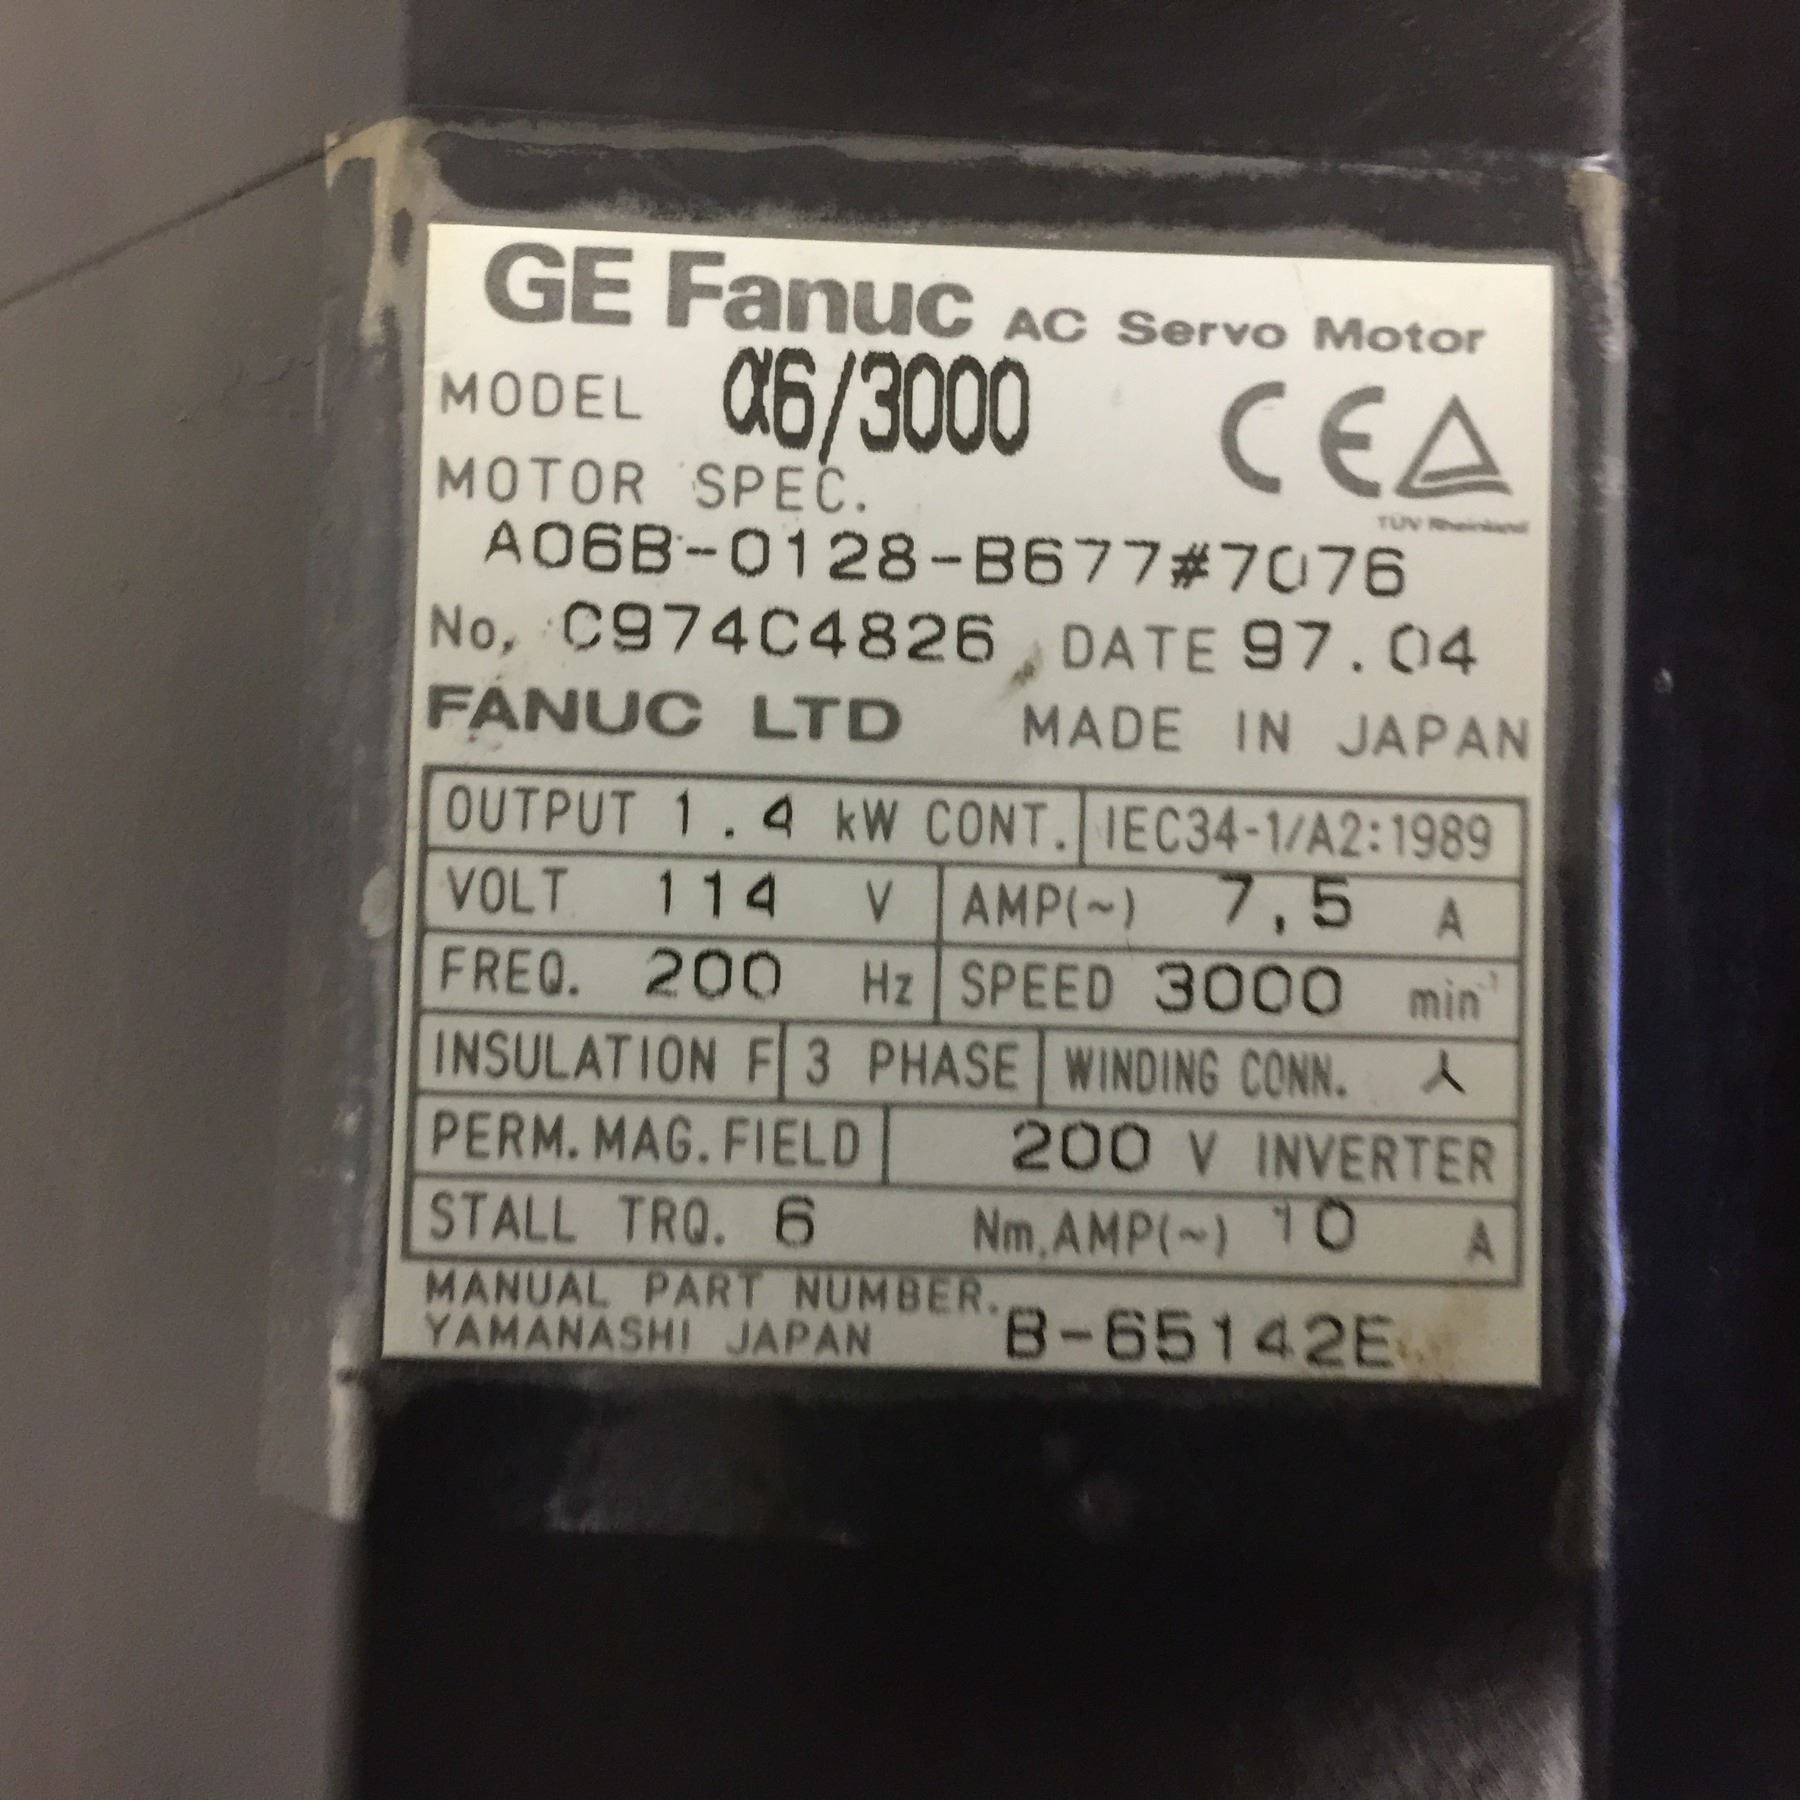 GE Fanuc AC Servo Motor
MODEL α6/3000
CE
MOTOR SPEC.
TÜV Rheinland
A06B-0128-B677#7076
No, C974C4826 DATE 97.04
FANUC LTD MADE IN JAPAN
OUTPUT 1.4 kW CONT. IEC34-1/A2:1989
VOLT 114 V AMP(~) 7,5 A
FREQ. 200 Hz SPEED 3000 min⁻¹
INSULATION F 3 PHASE WINDING CONN. ⅄
PERM. MAG. FIELD 200 V INVERTER
STALL TRQ. 6 Nm, AMP(~) 10 A
MANUAL PART NUMBER.
YAMANASHI JAPAN B-65142E